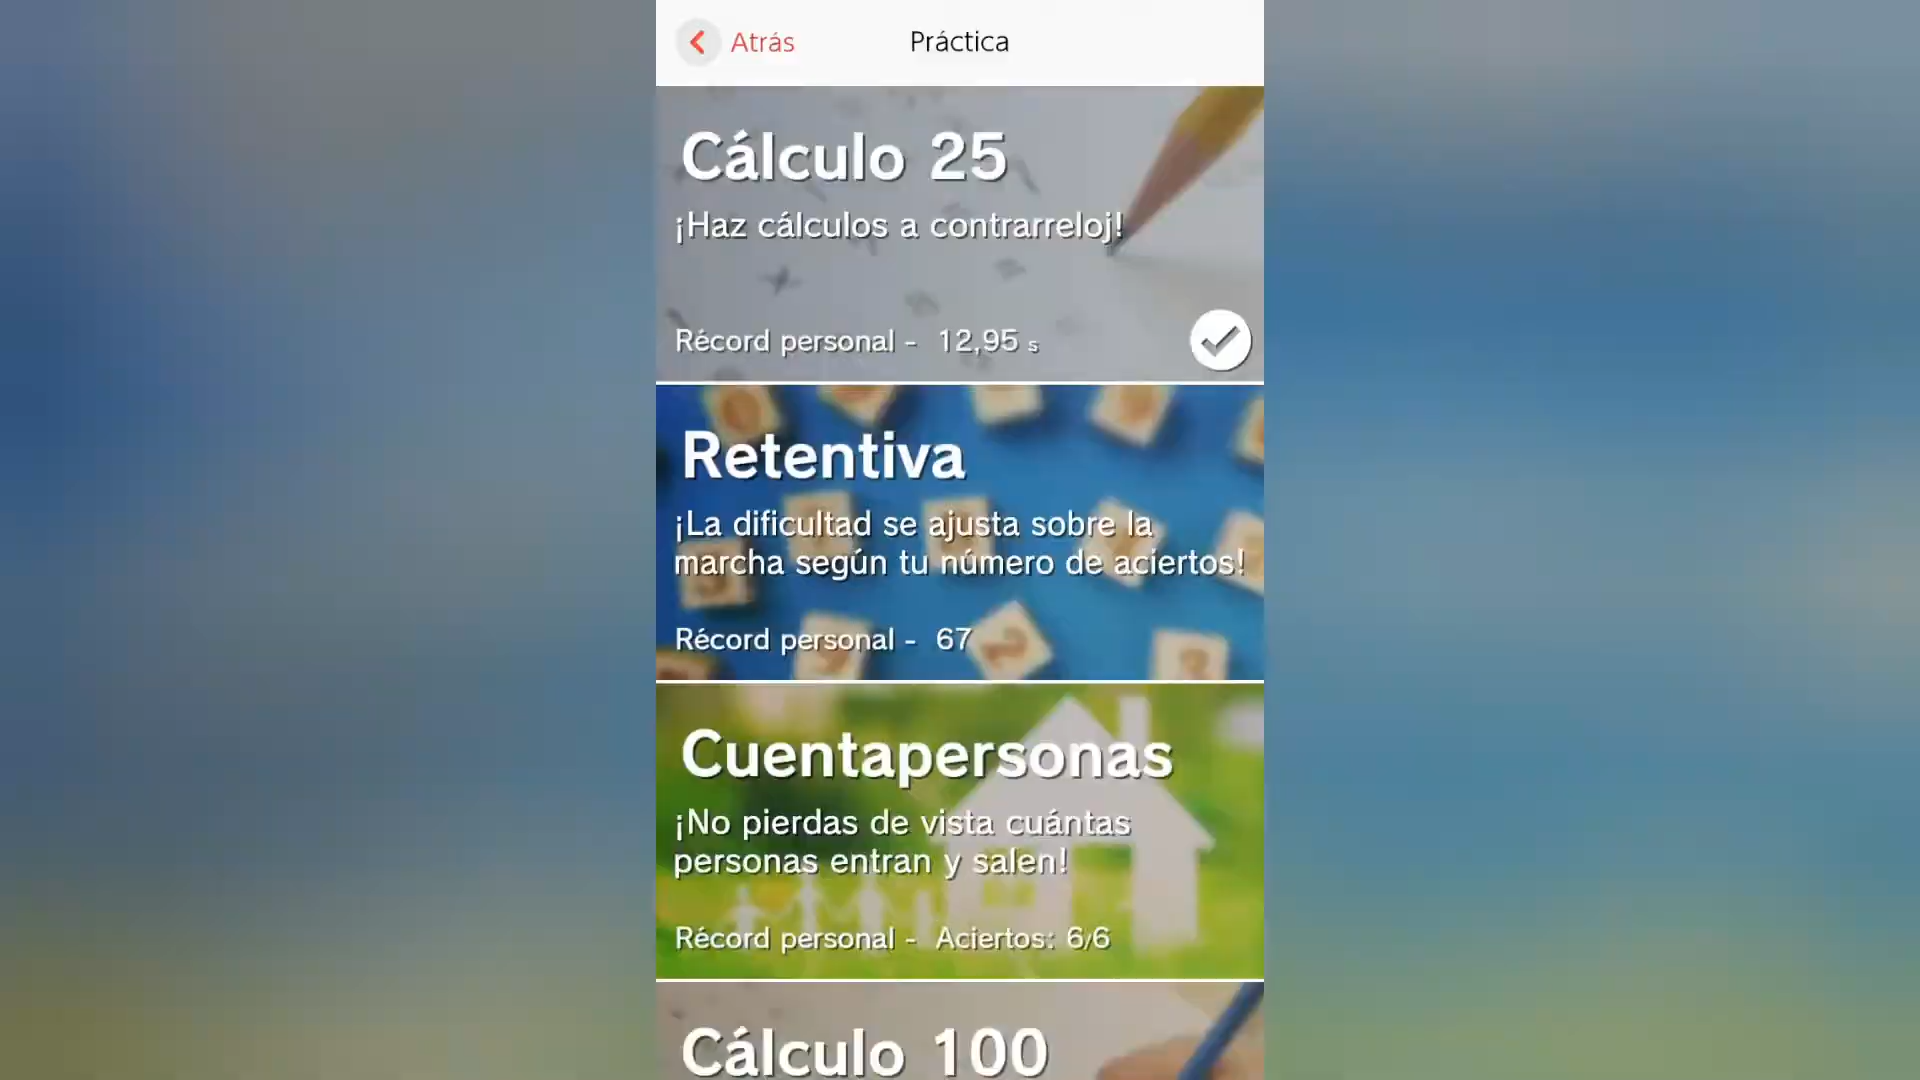 Atrás
Práctica
Cálculo 25
¡Haz cálculos a contrarreloj!
Récord personal - 12,95 s
Retentiva
¡La dificultad se ajusta sobre la
marcha según tu número de aciertos!
Récord personal - 67
Cuentapersonas
¡No pierdas de vista cuántas
personas entran y salen!
Récord personal - Aciertos: 6/6
Cálculo 100